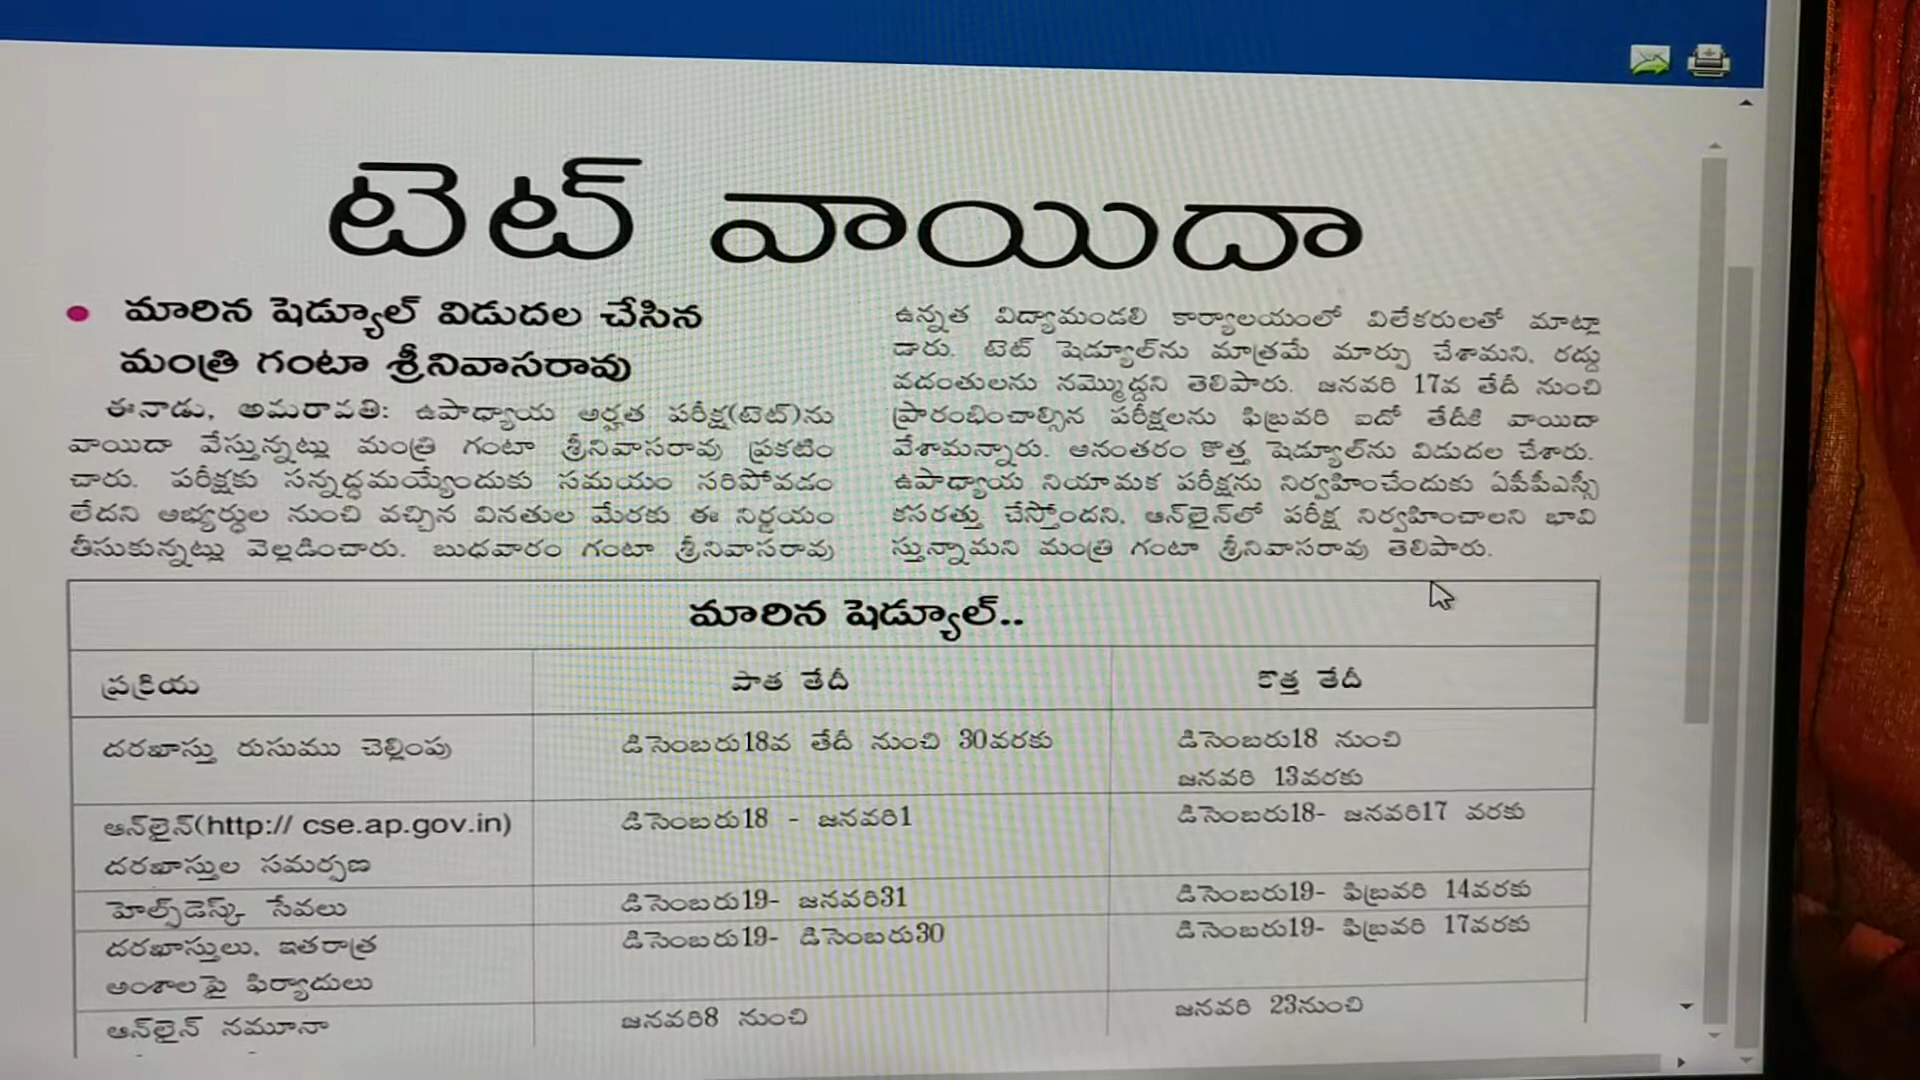 టెట్ వాయిదా
మారిన షెడ్యూల్ విడుదల చేసిన
మంత్రి గంటా శ్రీనివాసరావు
ఈనాడు, అమరావతి: ఉపాధ్యాయ అర్హత పరీక్ష(టెట్)ను
వాయిదా వేస్తున్నట్లు మంత్రి గంటా శ్రీనివాసరావు ప్రకటిం
చారు. పరీక్షకు సన్నద్ధమయ్యేందుకు సమయం సరిపోవడం
లేదని అభ్యర్థుల నుంచి వచ్చిన వినతుల మేరకు ఈ నిర్ణయం
తీసుకున్నట్లు వెల్లడించారు. బుధవారం గంటా శ్రీనివాసరావు
ఉన్నత విద్యామండలి కార్యాలయంలో విలేకరులతో మాట్లా
డారు. టెట్ షెడ్యూల్‌ను మాత్రమే మార్పు చేశామని, రద్దు
వదంతులను నమ్మొద్దని తెలిపారు. జనవరి 17వ తేదీ నుంచి
ప్రారంభించాల్సిన పరీక్షలను ఫిబ్రవరి ఐదో తేదీకి వాయిదా
వేశామన్నారు. అనంతరం కొత్త షెడ్యూల్‌ను విడుదల చేశారు.
ఉపాధ్యాయ నియామక పరీక్షను నిర్వహించేందుకు ఏపీపీఎస్సీ
కసరత్తు చేస్తోందని, ఆన్‌లైన్‌లో పరీక్ష నిర్వహించాలని భావి
స్తున్నామని మంత్రి గంటా శ్రీనివాసరావు తెలిపారు.
మారిన షెడ్యూల్..
ప్రక్రియ పాత తేదీ కొత్త తేదీ
దరఖాస్తు రుసుము చెల్లింపు డిసెంబరు18వ తేదీ నుంచి 30వరకు డిసెంబరు18 నుంచి
జనవరి 13వరకు
ఆన్‌లైన్(http:// cse.ap.gov.in) డిసెంబరు18 - జనవరి1 డిసెంబరు18- జనవరి17 వరకు
దరఖాస్తుల సమర్పణ
హెల్ప్‌డెస్క్ సేవలు డిసెంబరు19- జనవరి31 డిసెంబరు19- ఫిబ్రవరి 14వరకు
దరఖాస్తులు, ఇతరాత్ర డిసెంబరు19- డిసెంబరు30 డిసెంబరు19- ఫిబ్రవరి 17వరకు
అంశాలపై ఫిర్యాదులు
ఆన్‌లైన్ నమూనా జనవరి8 నుంచి జనవరి 23నుంచి